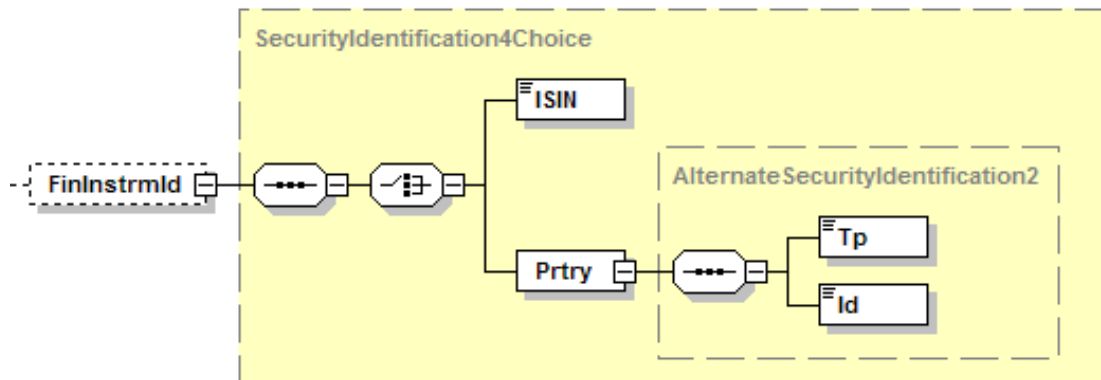 SecurityIdentification4Choice
ISIN
FinInstrmId
AlternateSecurityIdentification2
Tp
Prtry
Id